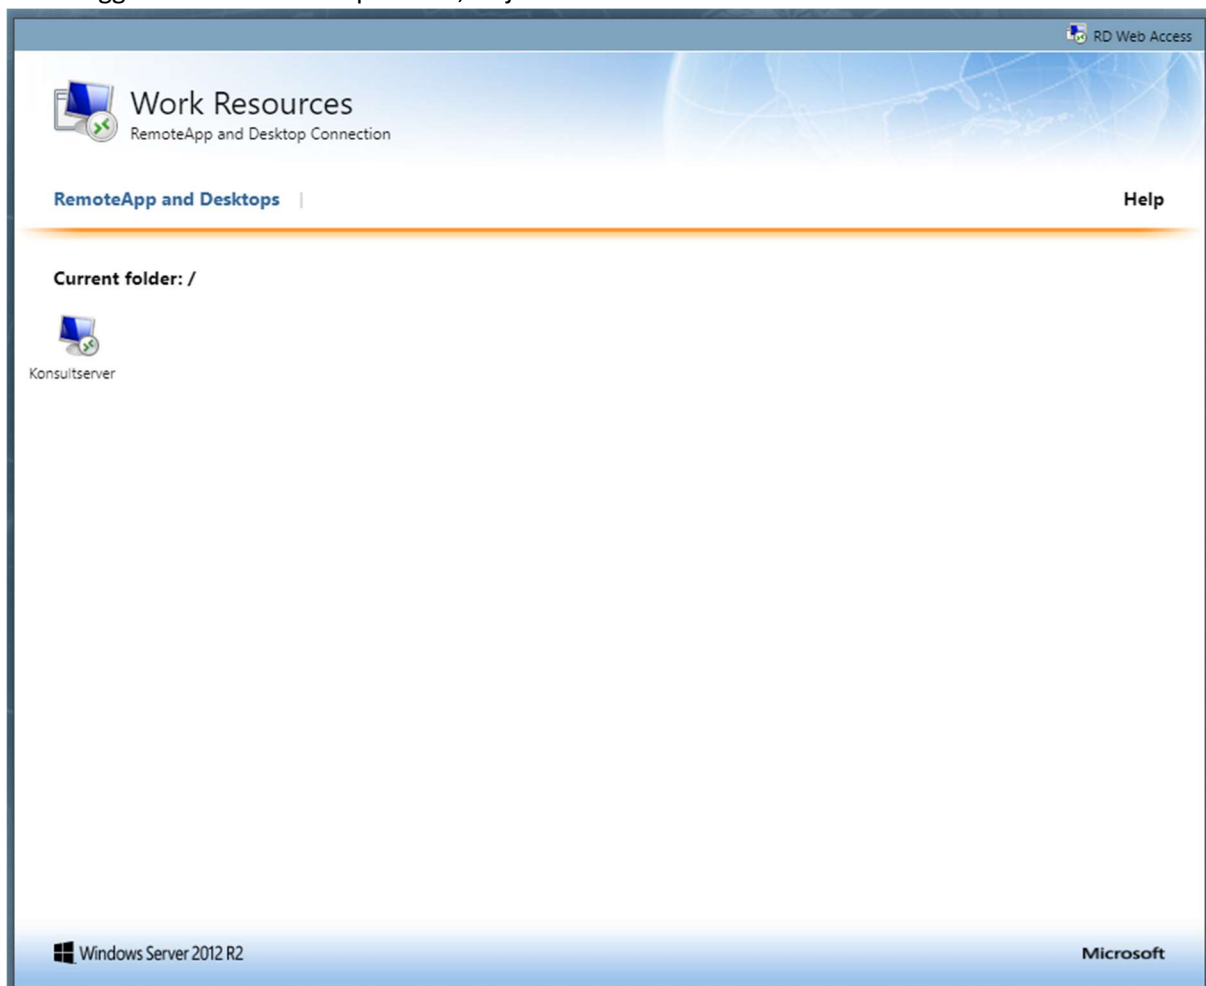 RD Web Access
Work Resources
RemoteApp and Desktop Connection
RemoteApp and Desktops
Help
Current folder: /
Konsultserver
Windows Server 2012 R2
Microsoft